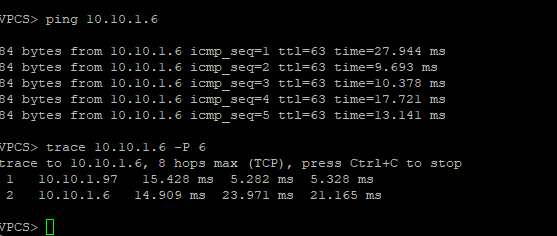 VPCS> ping 10.10.1.6
84 bytes from 10.10.1.6 icmp_seq=1 ttl=63 time=27.944 ms
84 bytes from 10.10.1.6 icmp_seq=2 ttl=63 time=9.693 ms
84 bytes from 10.10.1.6 icmp_seq=3 ttl=63 time=10.378 ms
84 bytes from 10.10.1.6 icmp_seq=4 ttl=63 time=17.721 ms
84 bytes from 10.10.1.6 icmp_seq=5 ttl=63 time=13.141 ms
VPCS> trace 10.10.1.6 -P 6
trace to 10.10.1.6, 8 hops max (TCP), press Ctrl+C to stop
1 10.10.1.97 15.428 ms 5.282 ms 5.328 ms
2 10.10.1.6 14.909 ms 23.971 ms 21.165 ms
VPCS>